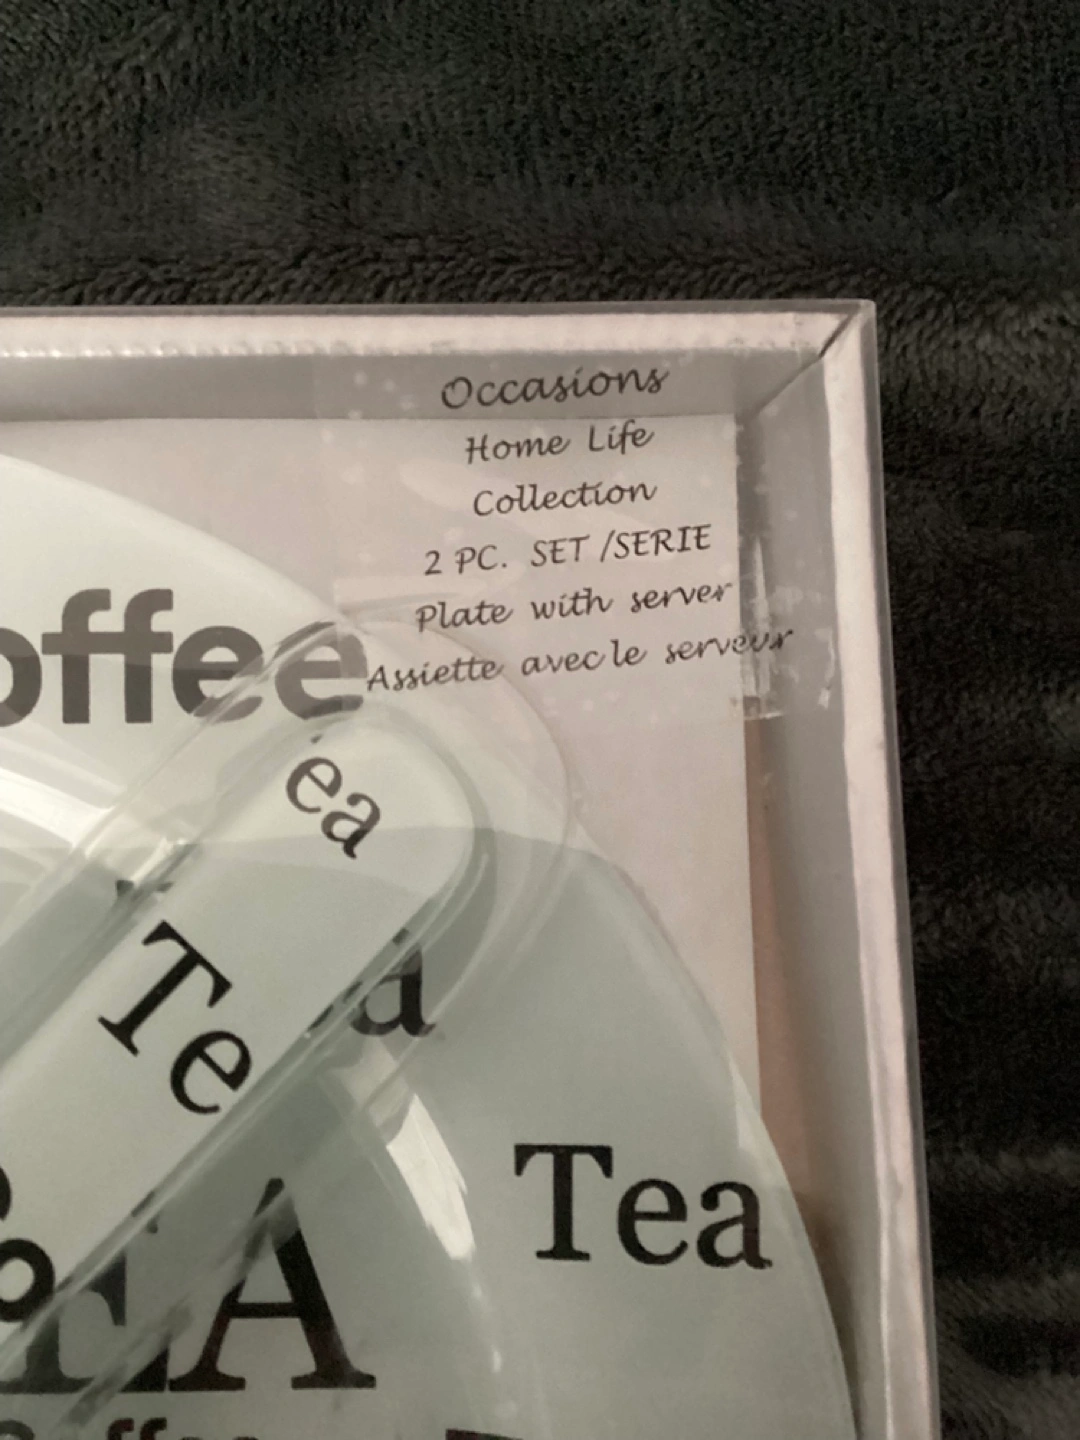 Occasions
Home Life
Collection
2 PC. SET /SERIE
Plate with server
Assiette avec le serveur
offee
ea
Te
a
Tea
EA